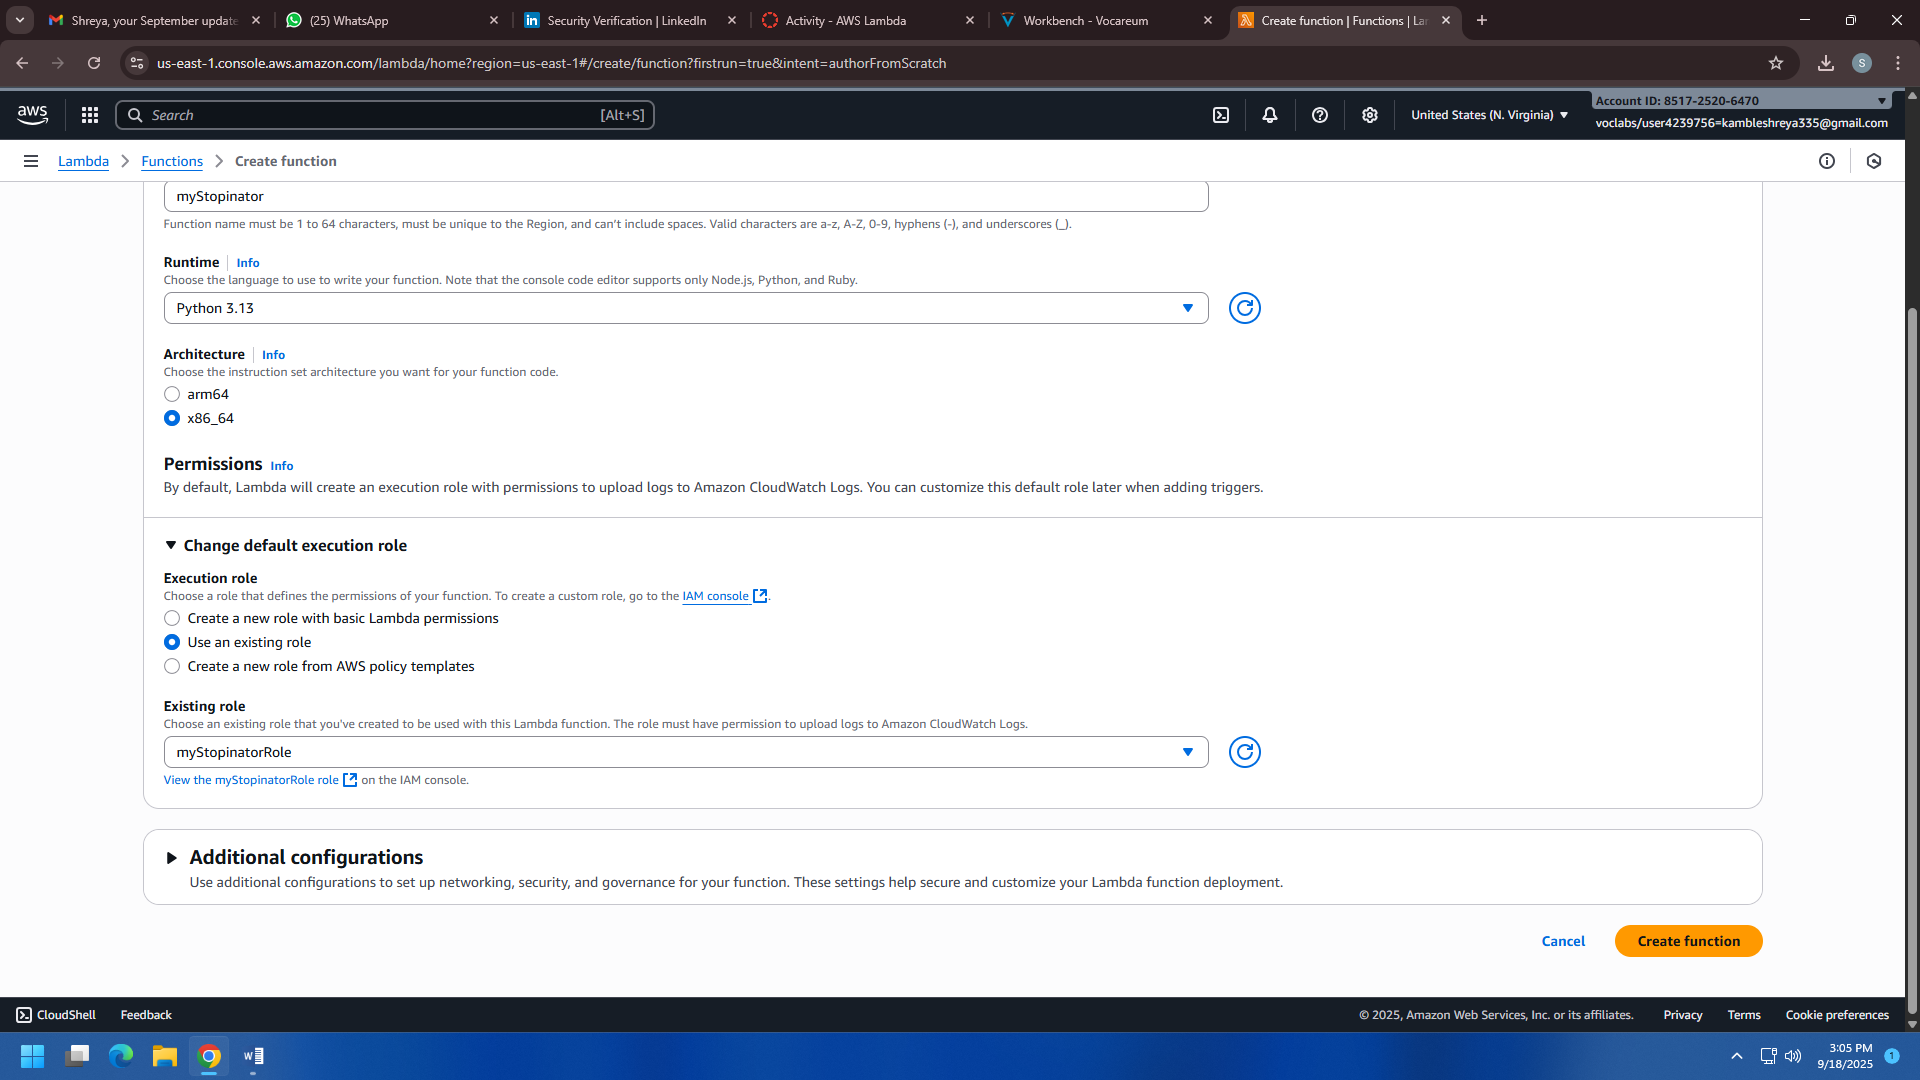 Shreya, your September update
(25) WhatsApp
Security Verification | LinkedIn
Activity - AWS Lambda
Workbench - Vocareum
Create function | Functions | La
us-east-1.console.aws.amazon.com/lambda/home?region=us-east-1#/create/function?firstrun=true&intent=authorFromScratch
S
aws
Search
[Alt+S]
United States (N. Virginia)
Account ID: 8517-2520-6470
voclabs/user4239756=kambleshreya335@gmail.com
Lambda
Functions
Create function
myStopinator
Function name must be 1 to 64 characters, must be unique to the Region, and can't include spaces. Valid characters are a-z, A-Z, 0-9, hyphens (-), and underscores (_).
Runtime Info
Choose the language to use to write your function. Note that the console code editor supports only Node.js, Python, and Ruby.
Python 3.13
Architecture Info
Choose the instruction set architecture you want for your function code.
arm64
x86_64
Permissions Info
By default, Lambda will create an execution role with permissions to upload logs to Amazon CloudWatch Logs. You can customize this default role later when adding triggers.
Change default execution role
Execution role
Choose a role that defines the permissions of your function. To create a custom role, go to the IAM console.
Create a new role with basic Lambda permissions
Use an existing role
Create a new role from AWS policy templates
Existing role
Choose an existing role that you've created to be used with this Lambda function. The role must have permission to upload logs to Amazon CloudWatch Logs.
myStopinatorRole
View the myStopinatorRole role on the IAM console.
Additional configurations
Use additional configurations to set up networking, security, and governance for your function. These settings help secure and customize your Lambda function deployment.
Cancel
Create function
CloudShell
Feedback
© 2025, Amazon Web Services, Inc. or its affiliates.
Privacy
Terms
Cookie preferences
3:05 PM
9/18/2025
1